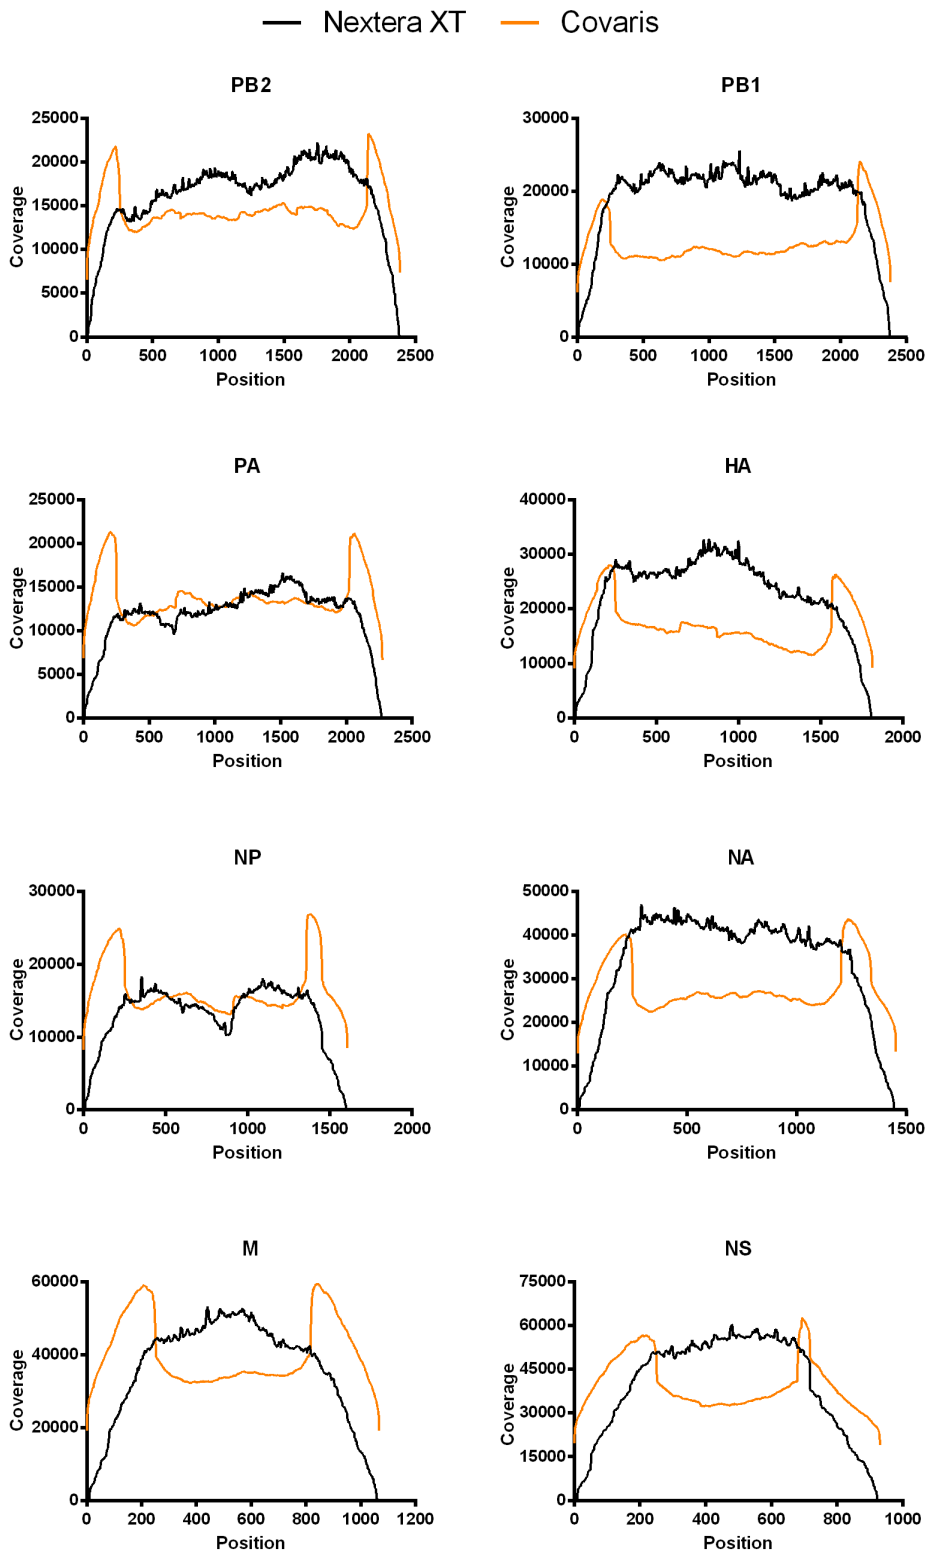 Nextera XT Covaris
PB2
25000
20000
15000
10000
5000
0
Coverage
0 500 1000 1500 2000 2500
Position
PB1
30000
20000
10000
0
Coverage
0 500 1000 1500 2000 2500
Position
PA
25000
20000
15000
10000
5000
0
Coverage
0 500 1000 1500 2000 2500
Position
HA
40000
30000
20000
10000
0
Coverage
0 500 1000 1500 2000
Position
NP
30000
20000
10000
0
Coverage
0 500 1000 1500 2000
Position
NA
50000
40000
30000
20000
10000
0
Coverage
0 500 1000 1500
Position
M
60000
40000
20000
0
Coverage
0 200 400 600 800 1000 1200
Position
NS
75000
60000
45000
30000
15000
0
Coverage
0 200 400 600 800 1000
Position